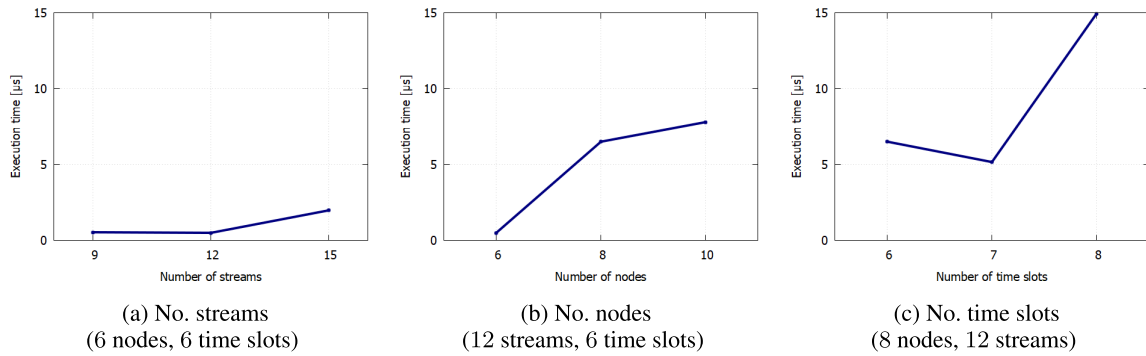 15
10
5
0
Execution time [µs]
9
12
15
Number of streams
(a) No. streams
(6 nodes, 6 time slots)
15
10
5
0
Execution time [µs]
6
8
10
Number of nodes
(b) No. nodes
(12 streams, 6 time slots)
15
10
5
0
Execution time [µs]
6
7
8
Number of time slots
(c) No. time slots
(8 nodes, 12 streams)